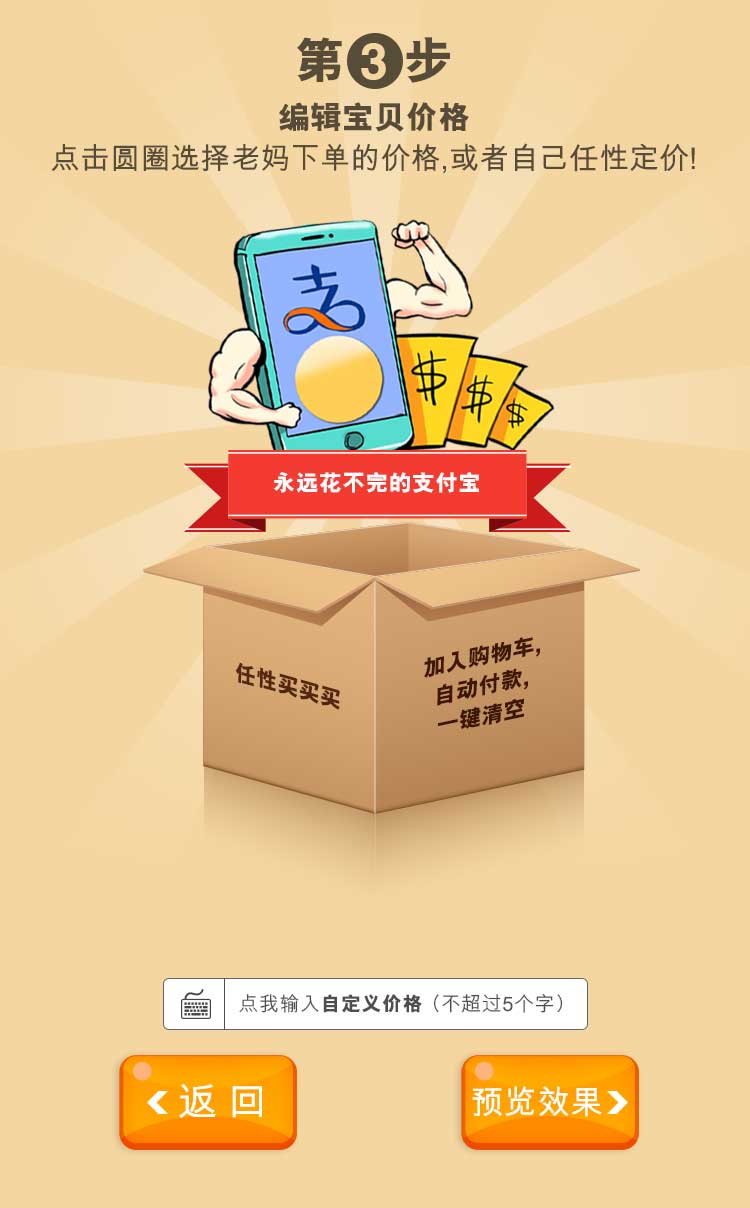 第3步
编辑宝贝价格
点击圆圈选择老妈下单的价格,或者自己任性定价!
支
$ $ $
永远花不完的支付宝
任性买买买
加入购物车,
自动付款,
一键清空
点我输入自定义价格（不超过5个字）
返回
预览效果